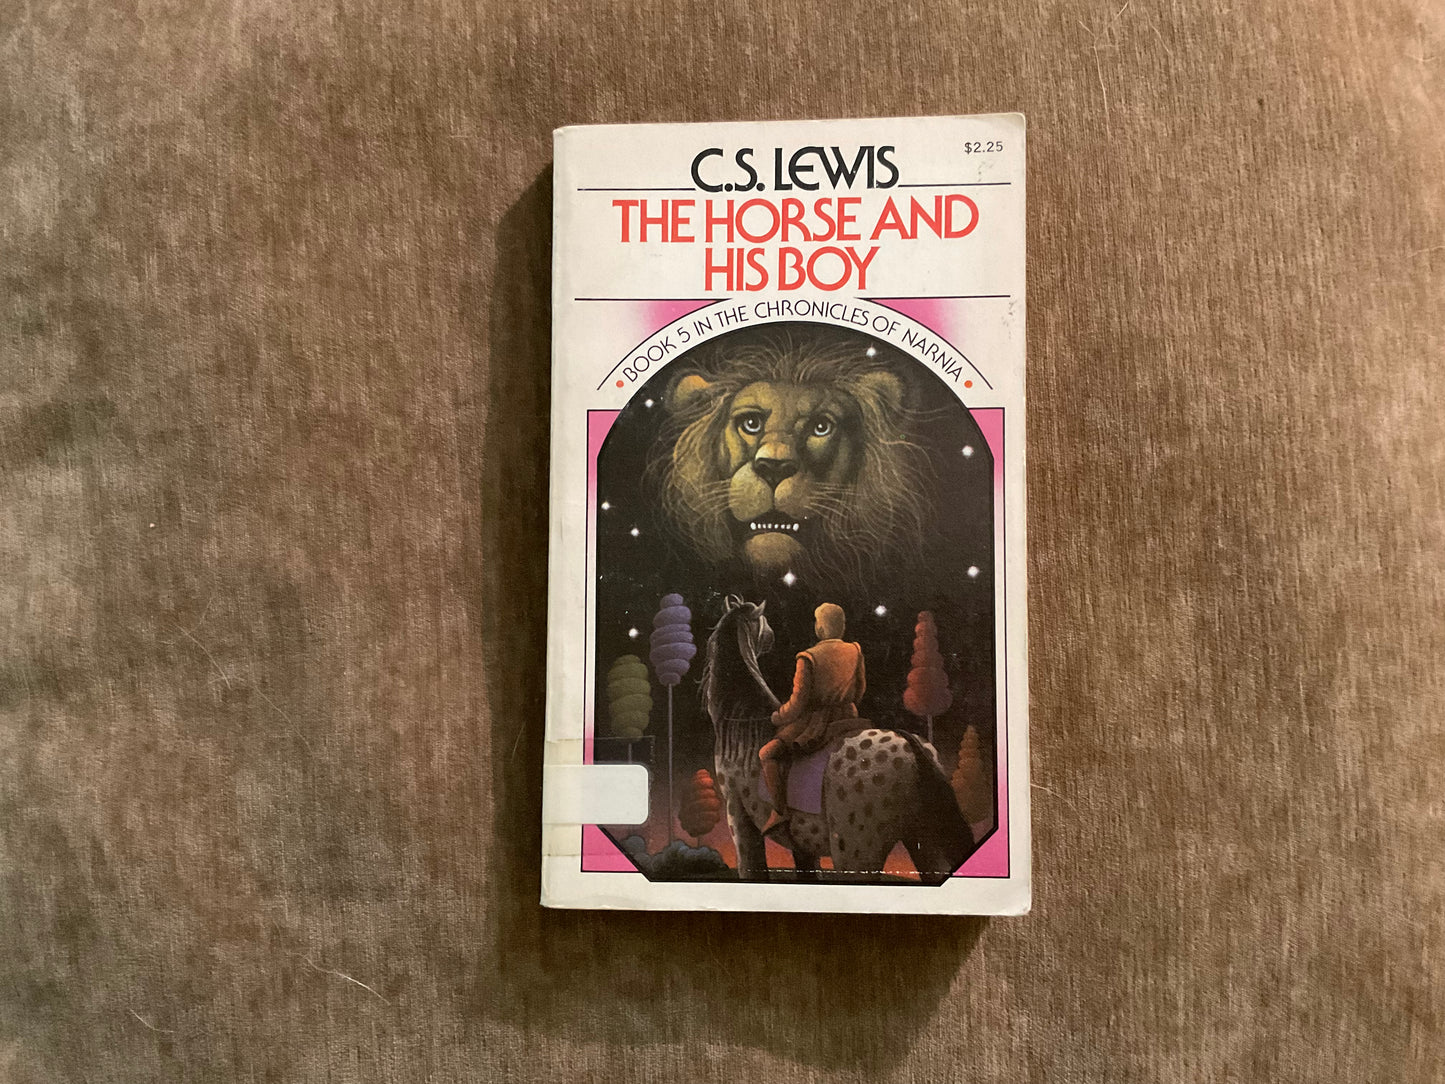 C.S. LEWIS
$2.25
THE HORSE AND
HIS BOY
• BOOK 5 IN THE CHRONICLES OF NARNIA •